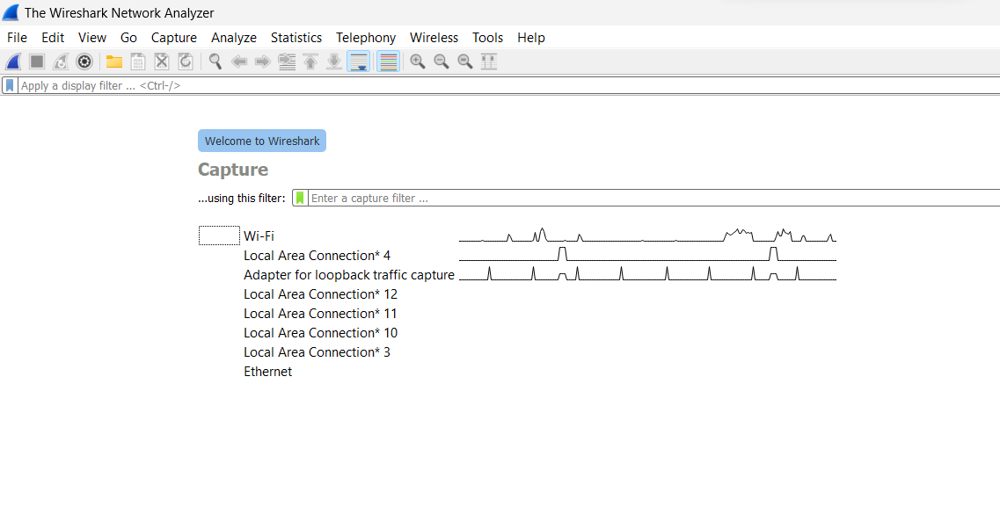 The Wireshark Network Analyzer
File Edit View Go Capture Analyze Statistics Telephony Wireless Tools Help
Apply a display filter ... <Ctrl-/>
Welcome to Wireshark
Capture
...using this filter: Enter a capture filter ...
Wi-Fi
Local Area Connection* 4
Adapter for loopback traffic capture
Local Area Connection* 12
Local Area Connection* 11
Local Area Connection* 10
Local Area Connection* 3
Ethernet